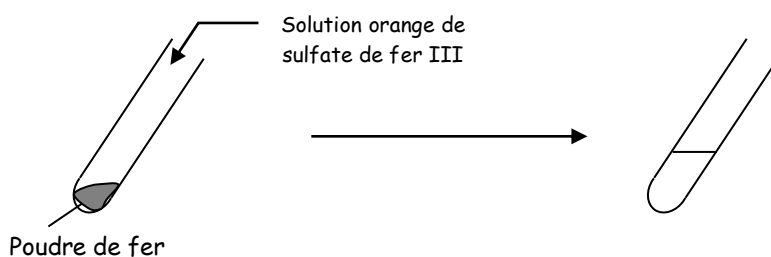 Solution orange de
sulfate de fer III
Poudre de fer